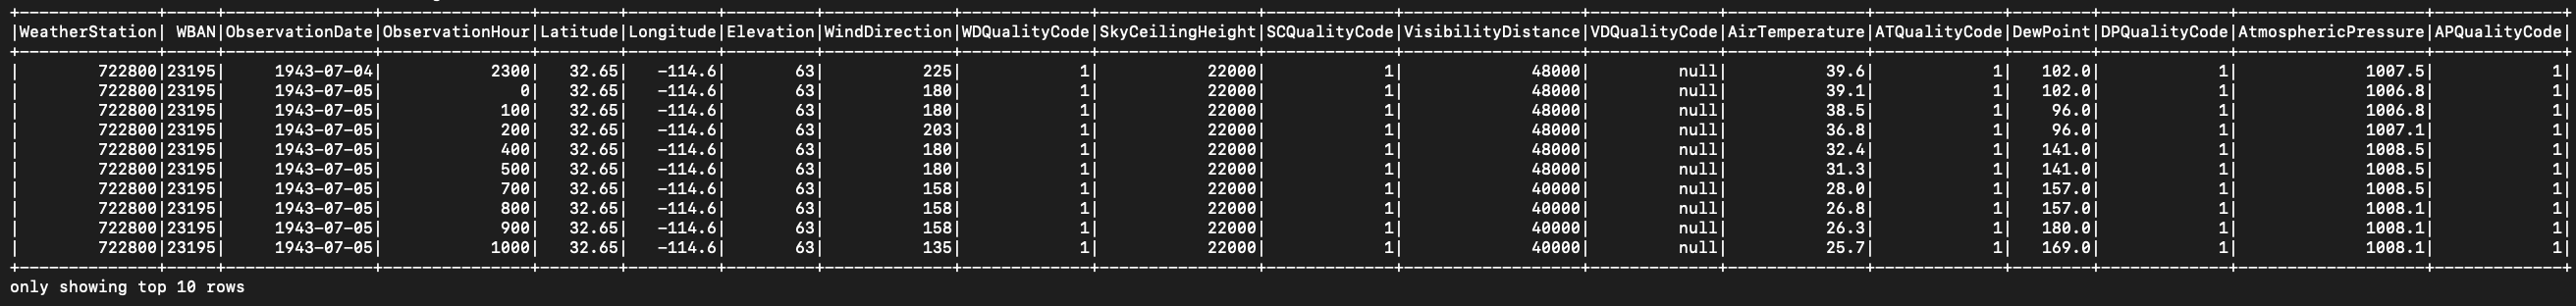 |WeatherStation| WBAN|ObservationDate|ObservationHour|Latitude|Longitude|Elevation|WindDirection|WDQualityCode|SkyCeilingHeight|SCQualityCode|VisibilityDistance|VDQualityCode|AirTemperature|ATQualityCode|DewPoint|DPQualityCode|AtmosphericPressure|APQualityCode|
| 722800|23195| 1943-07-04| 2300| 32.65| -114.6| 63| 225| 1| 22000| 1| 48000| null| 39.6| 1| 102.0| 1| 1007.5| 1|
| 722800|23195| 1943-07-05| 0| 32.65| -114.6| 63| 180| 1| 22000| 1| 48000| null| 39.1| 1| 102.0| 1| 1006.8| 1|
| 722800|23195| 1943-07-05| 100| 32.65| -114.6| 63| 180| 1| 22000| 1| 48000| null| 38.5| 1| 96.0| 1| 1006.8| 1|
| 722800|23195| 1943-07-05| 200| 32.65| -114.6| 63| 203| 1| 22000| 1| 48000| null| 36.8| 1| 96.0| 1| 1007.1| 1|
| 722800|23195| 1943-07-05| 400| 32.65| -114.6| 63| 180| 1| 22000| 1| 48000| null| 32.4| 1| 141.0| 1| 1008.5| 1|
| 722800|23195| 1943-07-05| 500| 32.65| -114.6| 63| 180| 1| 22000| 1| 48000| null| 31.3| 1| 141.0| 1| 1008.5| 1|
| 722800|23195| 1943-07-05| 700| 32.65| -114.6| 63| 158| 1| 22000| 1| 40000| null| 28.0| 1| 157.0| 1| 1008.5| 1|
| 722800|23195| 1943-07-05| 800| 32.65| -114.6| 63| 158| 1| 22000| 1| 40000| null| 26.8| 1| 157.0| 1| 1008.1| 1|
| 722800|23195| 1943-07-05| 900| 32.65| -114.6| 63| 158| 1| 22000| 1| 40000| null| 26.3| 1| 180.0| 1| 1008.1| 1|
| 722800|23195| 1943-07-05| 1000| 32.65| -114.6| 63| 135| 1| 22000| 1| 40000| null| 25.7| 1| 169.0| 1| 1008.1| 1|
only showing top 10 rows